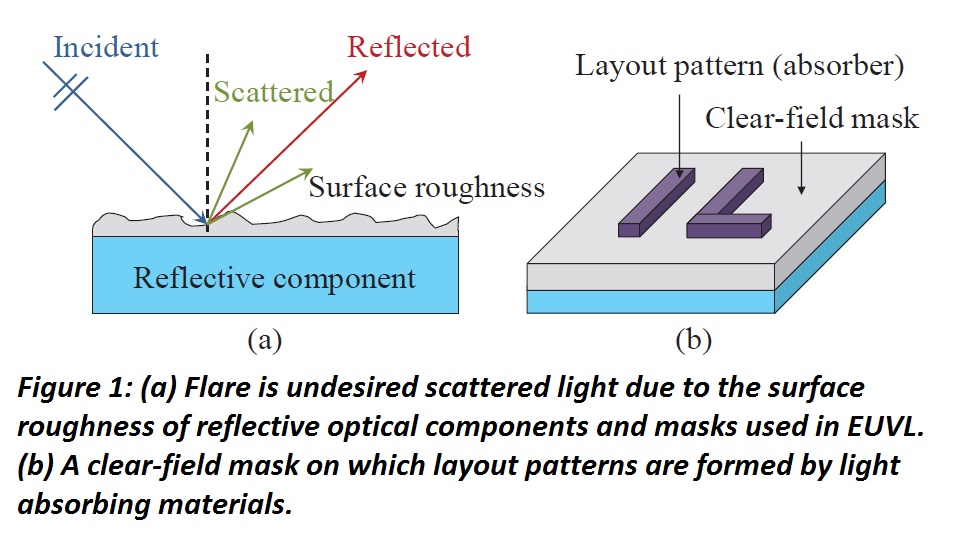 Incident
Reflected
Scattered
Surface roughness
Reflective component
(a)
Layout pattern (absorber)
Clear-field mask
(b)
Figure 1: (a) Flare is undesired scattered light due to the surface
roughness of reflective optical components and masks used in EUVL.
(b) A clear-field mask on which layout patterns are formed by light
absorbing materials.